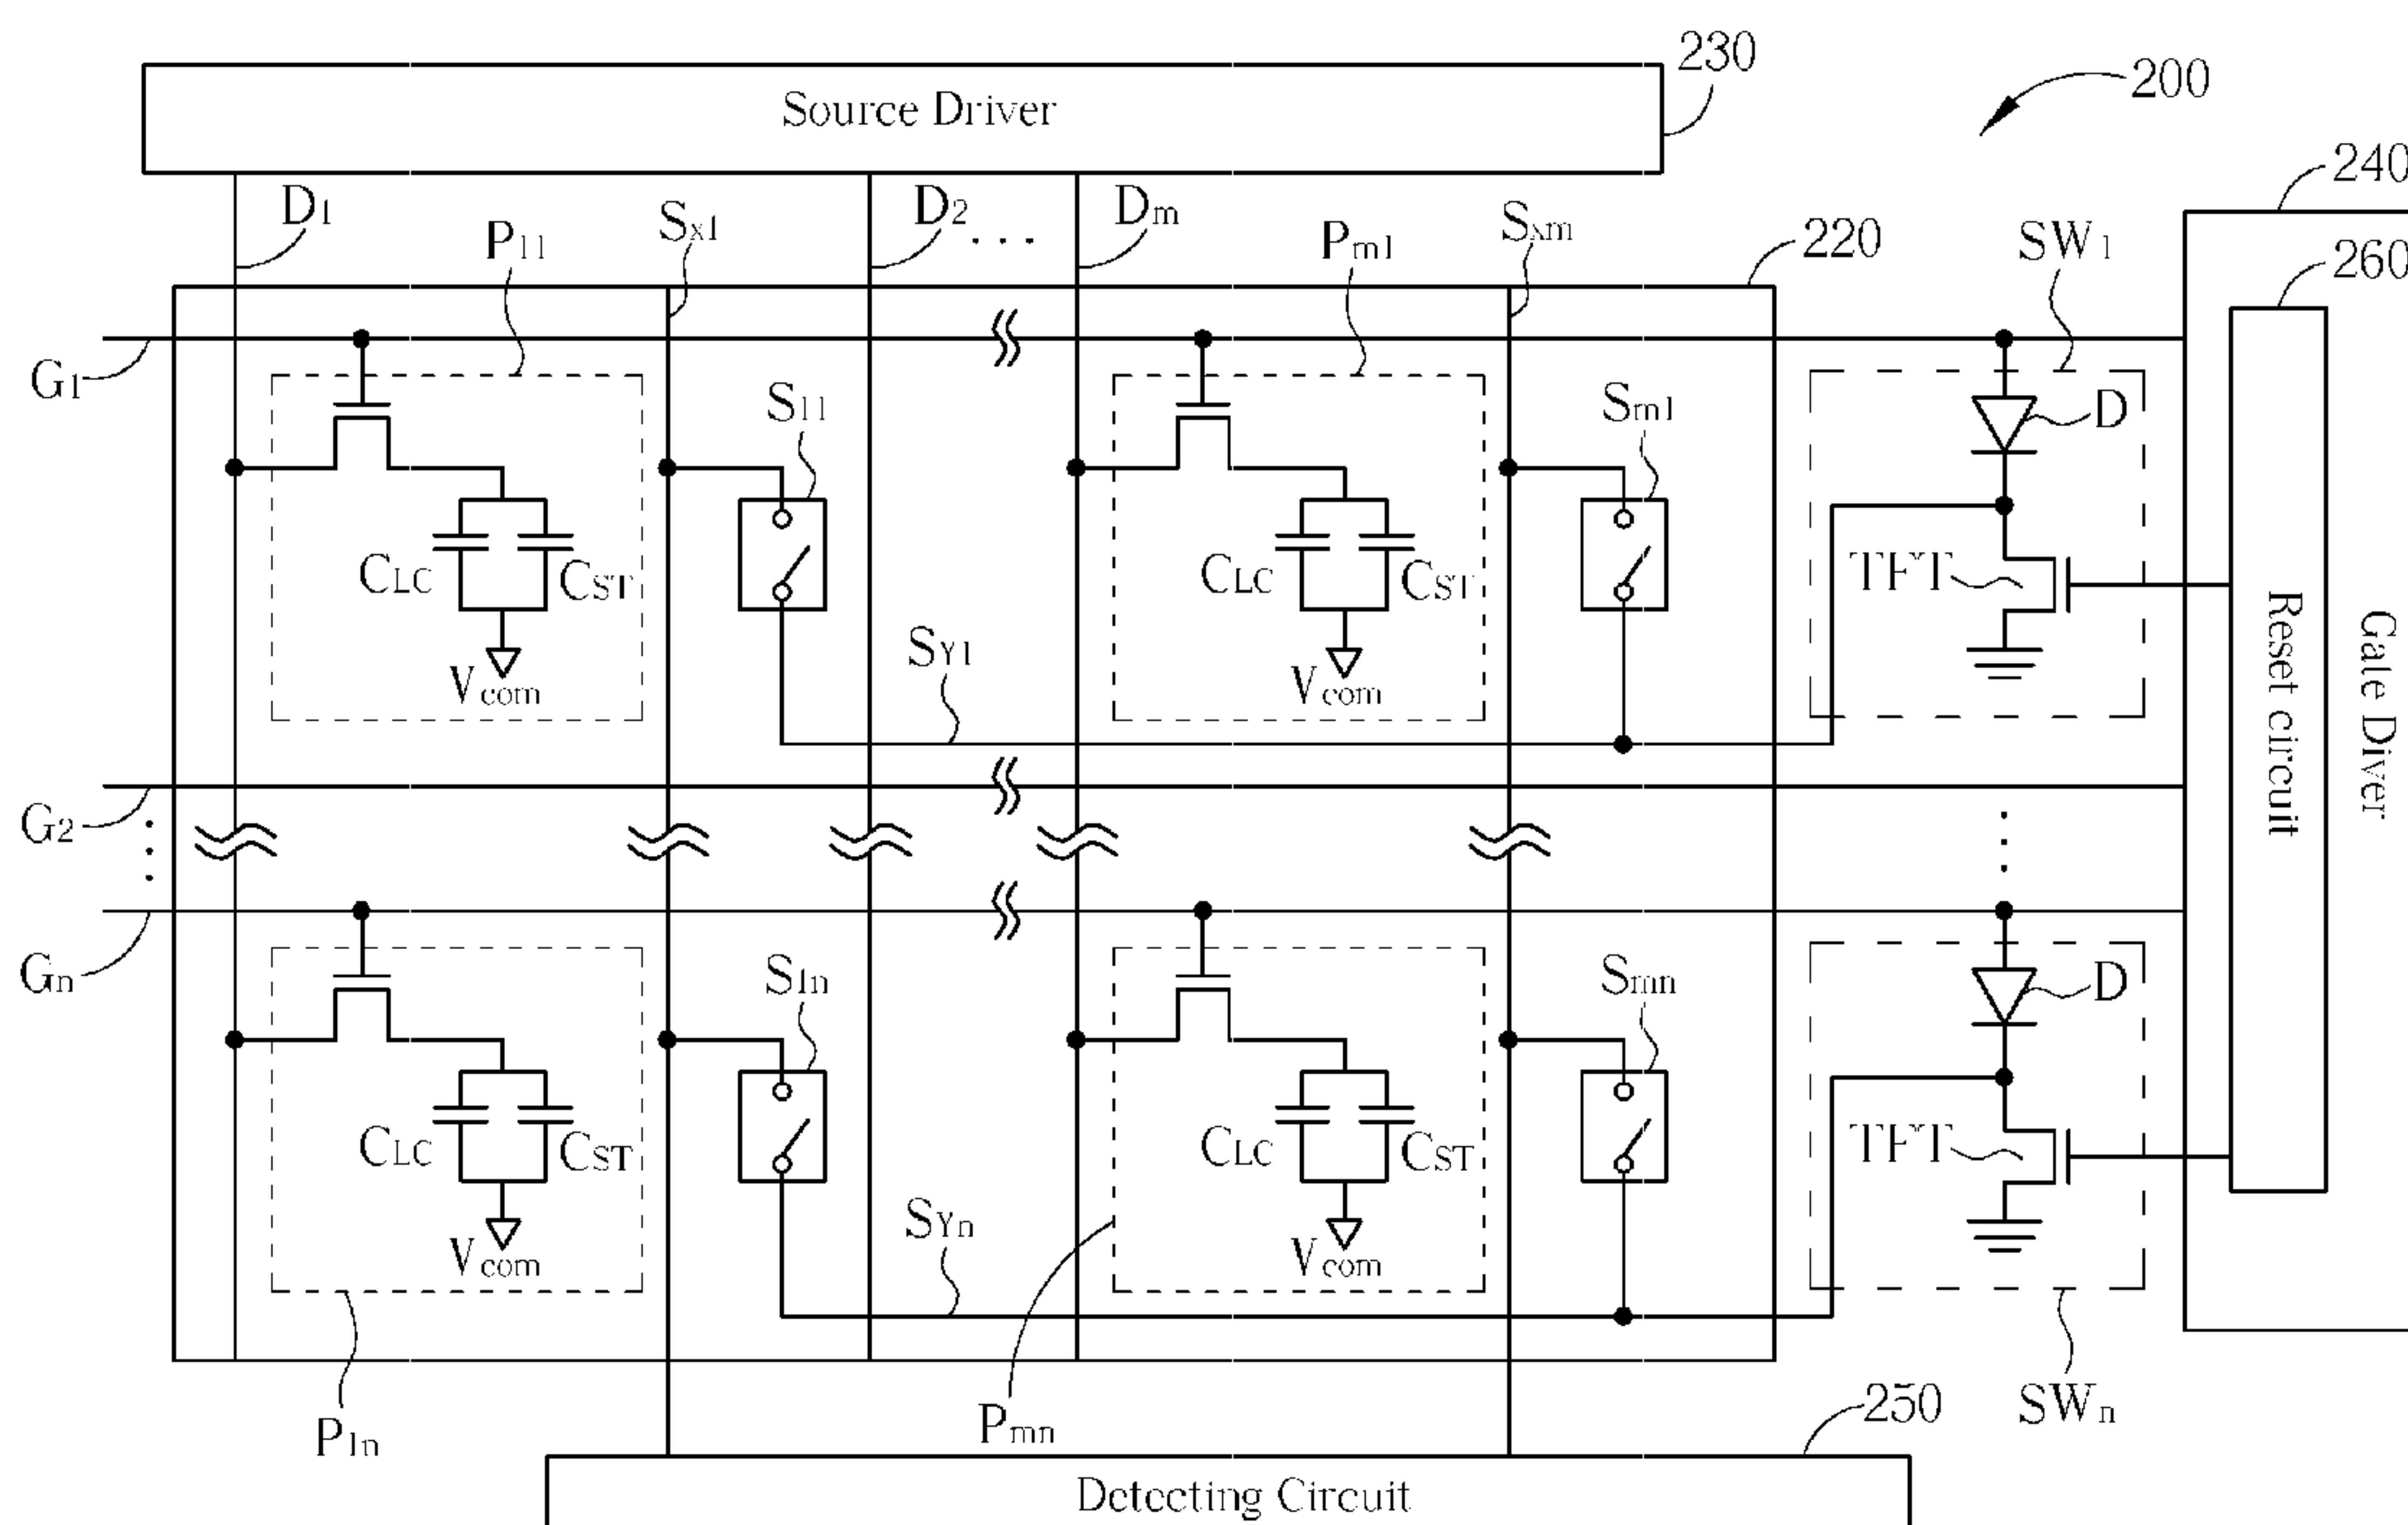 230
Source Driver
200
240
D1
P11
Sx1
D2
...
Dm
Pm1
Sxm
220
SW1
260
G1
S11
Sm1
D
CLC
CST
CLC
CST
TFT
SY1
Vcom
Vcom
Reset circuit
Gate Diver
G2
Gn
S1n
Smn
D
CLC
CST
CLC
CST
TFT
SYn
Vcom
Vcom
P1n
Pmn
250
SWn
Detecting Circuit